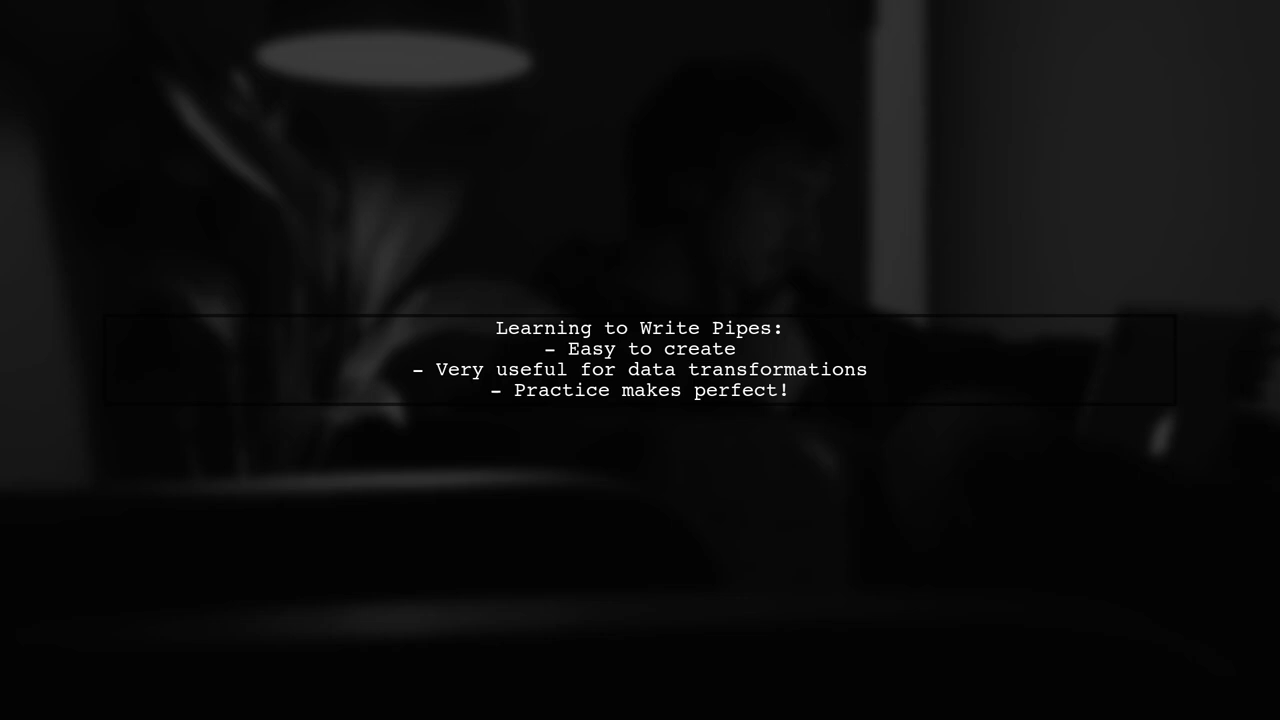 Learning to Write Pipes:
- Easy to create
- Very useful for data transformations
- Practice makes perfect!